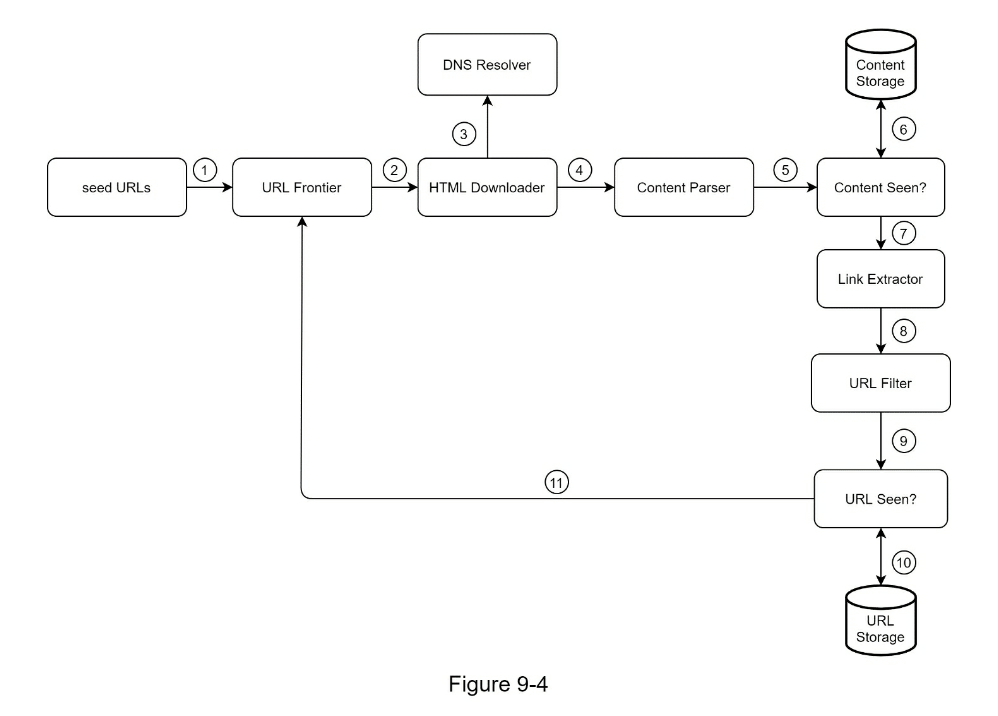 DNS Resolver
Content
Storage
3
6
1
2
4
5
seed URLs
URL Frontier
HTML Downloader
Content Parser
Content Seen?
7
Link Extractor
8
URL Filter
9
11
URL Seen?
10
URL
Storage
Figure 9-4